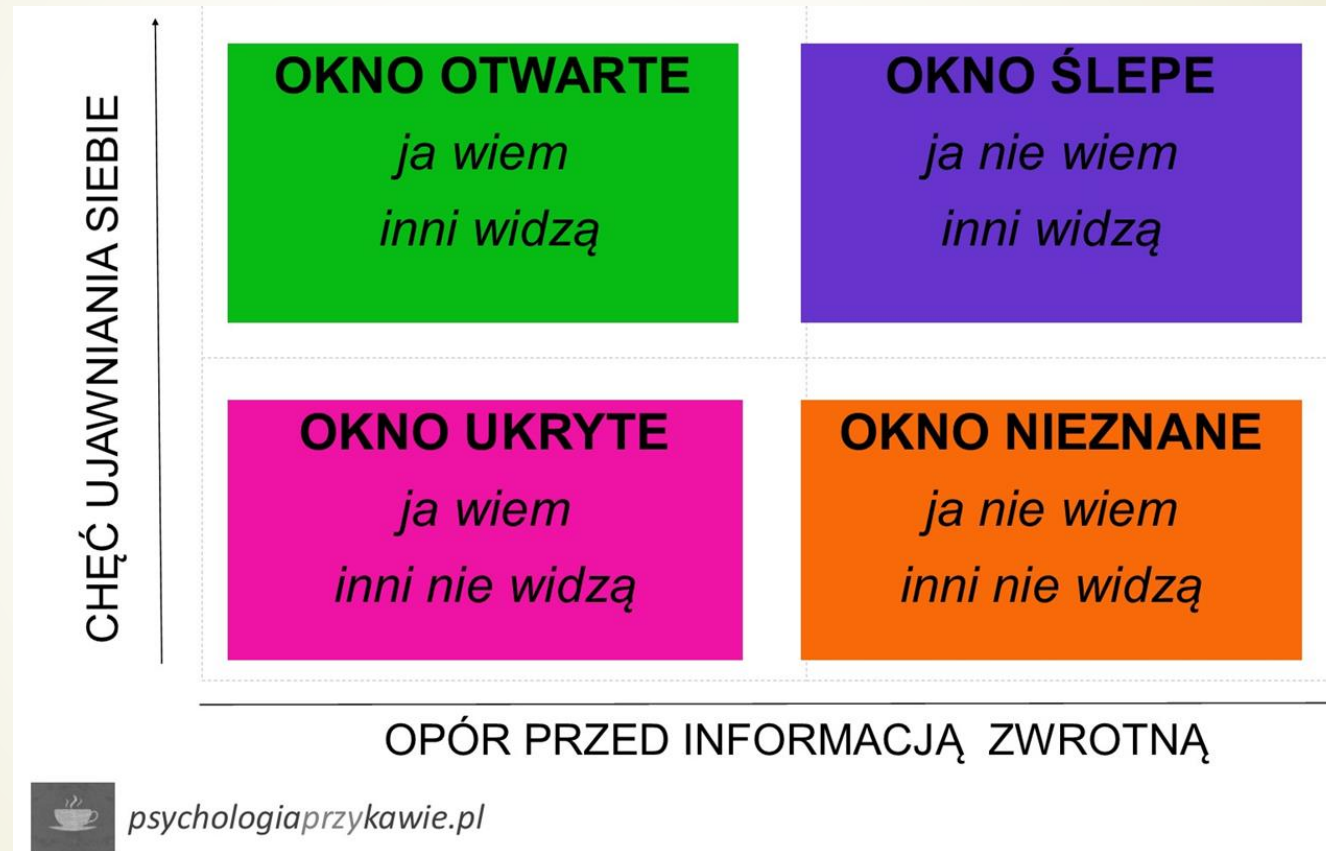 CHĘĆ UJAWNIANIA SIEBIE
OKNO OTWARTE
ja wiem
inni widzą
OKNO ŚLEPE
ja nie wiem
inni widzą
OKNO UKRYTE
ja wiem
inni nie widzą
OKNO NIEZNANE
ja nie wiem
inni nie widzą
OPÓR PRZED INFORMACJĄ ZWROTNĄ
psychologiaprzykawie.pl